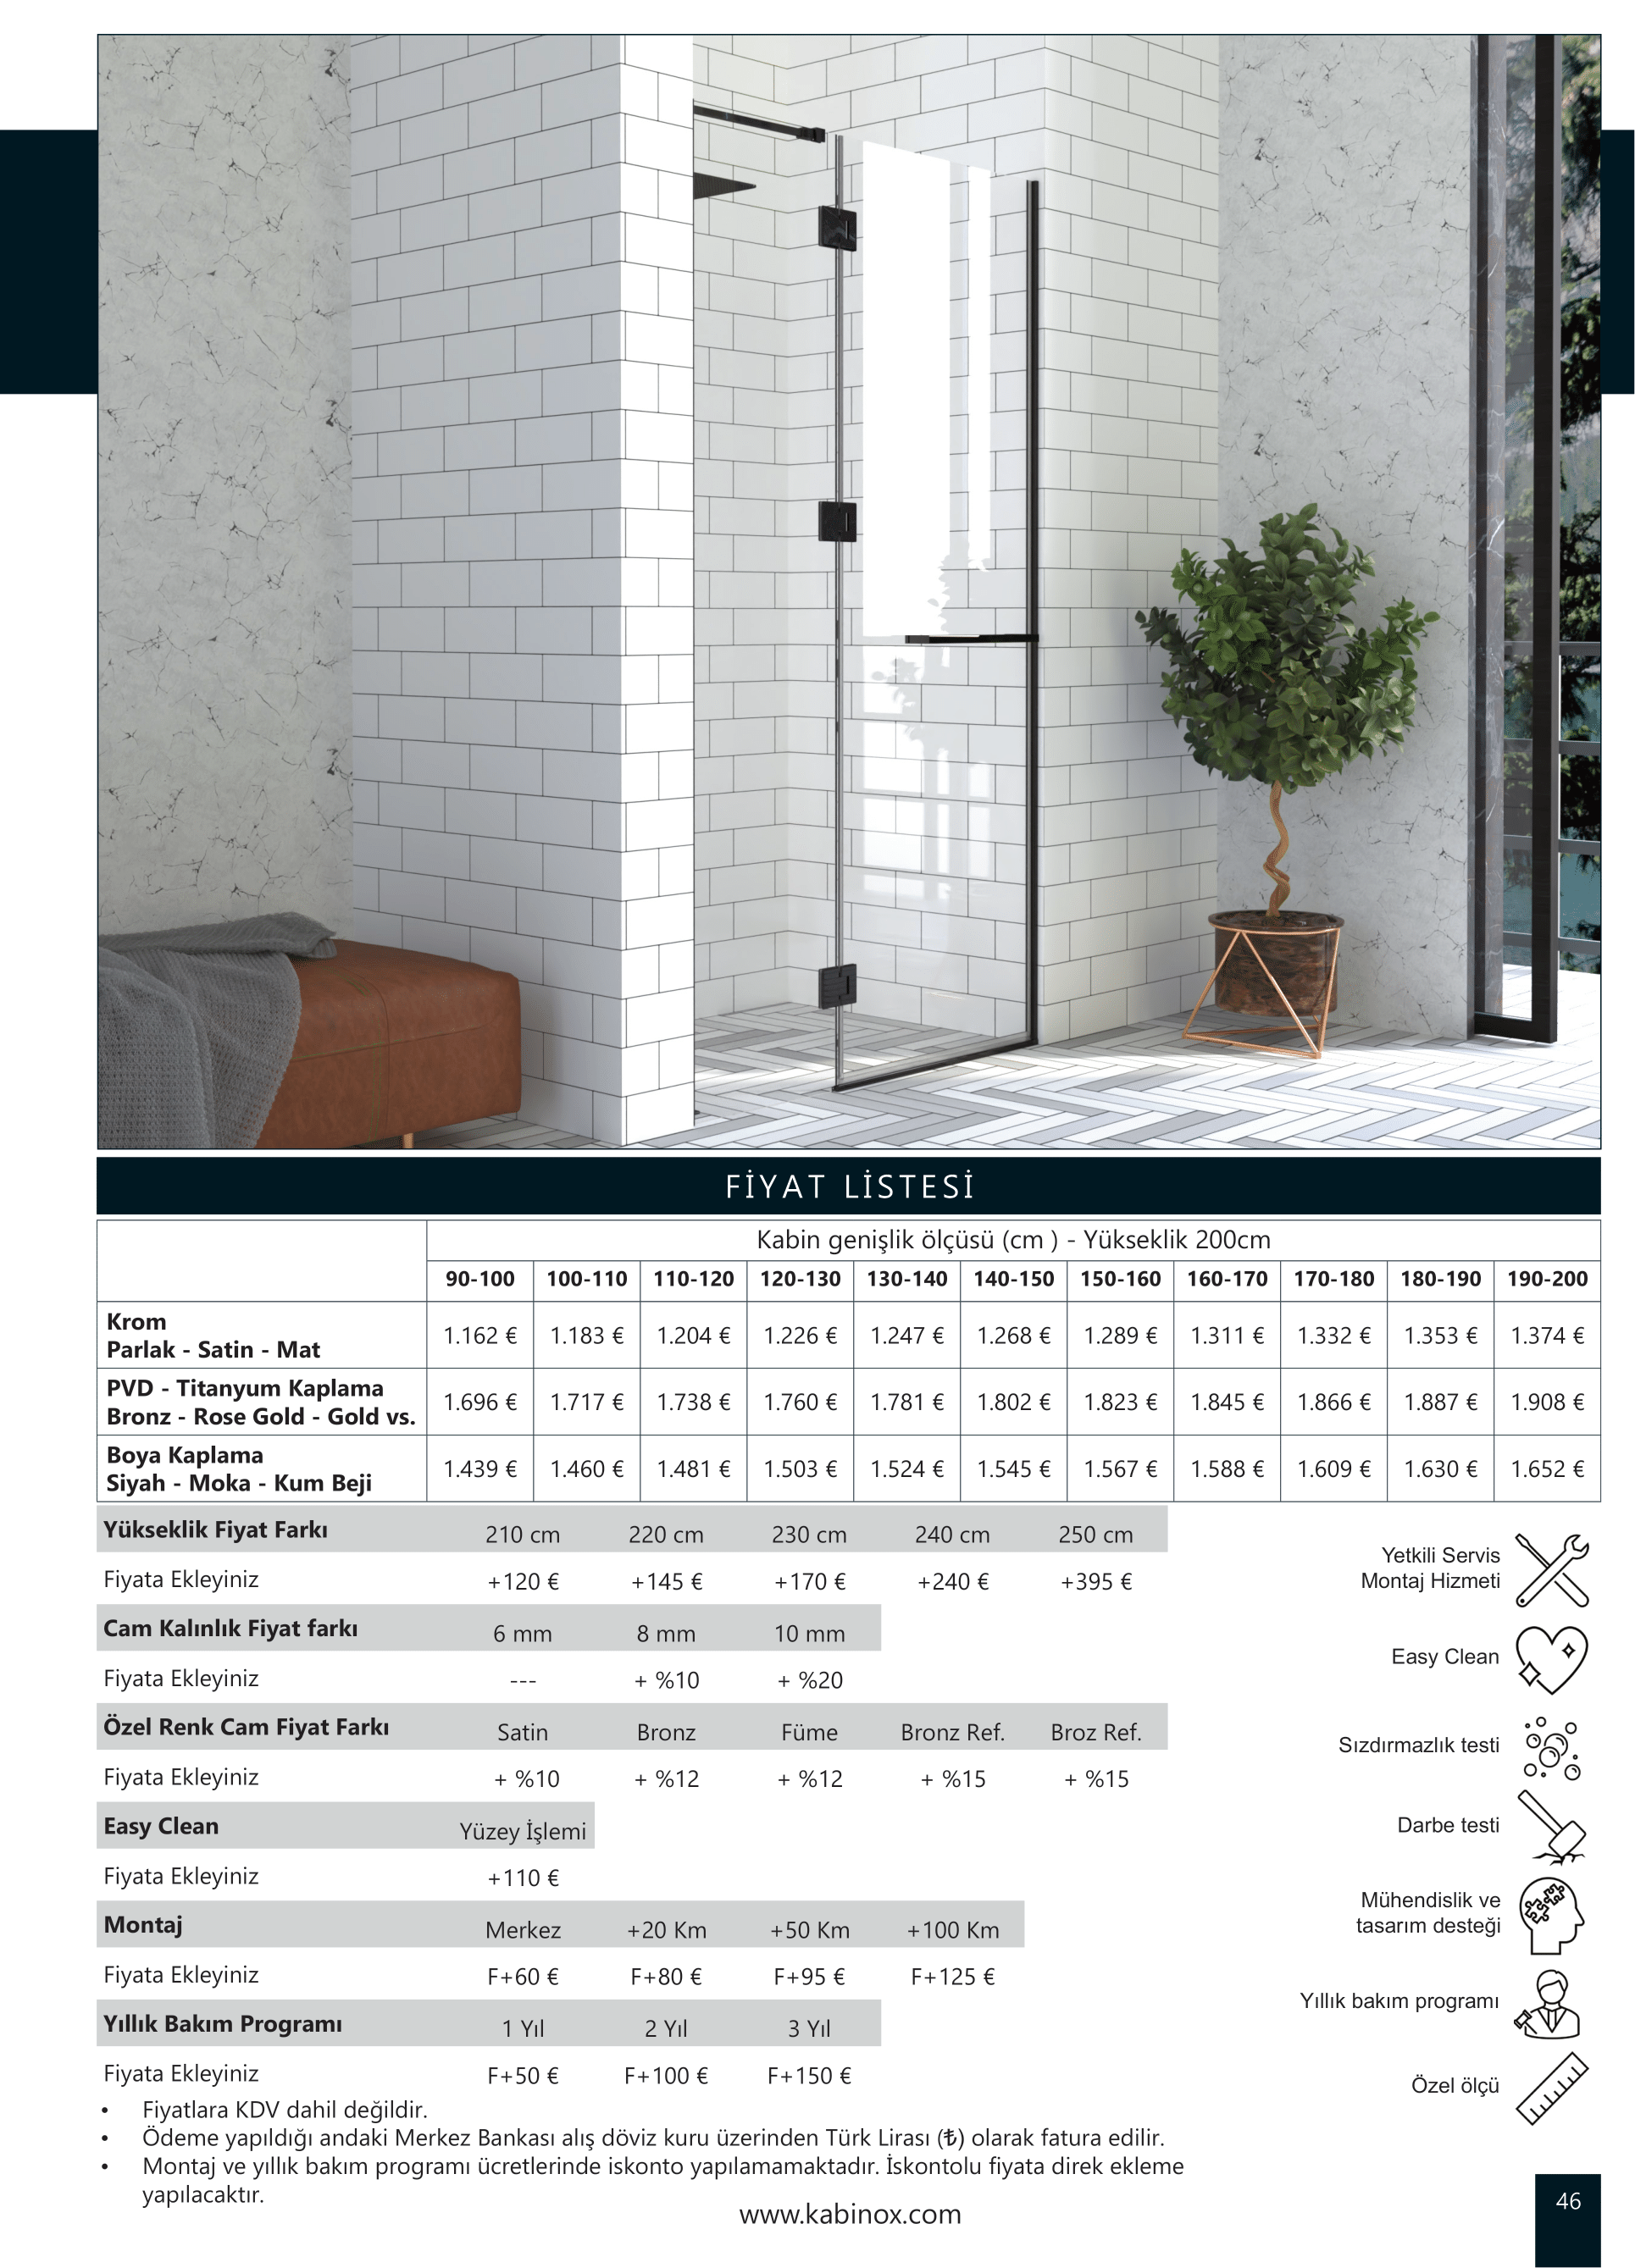 FİYAT LİSTESİ
Kabin genişlik ölçüsü (cm ) - Yükseklik 200cm
90-100 100-110 110-120 120-130 130-140 140-150 150-160 160-170 170-180 180-190 190-200
Krom
Parlak - Satin - Mat
1.162 € 1.183 € 1.204 € 1.226 € 1.247 € 1.268 € 1.289 € 1.311 € 1.332 € 1.353 € 1.374 €
PVD - Titanyum Kaplama
Bronz - Rose Gold - Gold vs.
1.696 € 1.717 € 1.738 € 1.760 € 1.781 € 1.802 € 1.823 € 1.845 € 1.866 € 1.887 € 1.908 €
Boya Kaplama
Siyah - Moka - Kum Beji
1.439 € 1.460 € 1.481 € 1.503 € 1.524 € 1.545 € 1.567 € 1.588 € 1.609 € 1.630 € 1.652 €
Yükseklik Fiyat Farkı 210 cm 220 cm 230 cm 240 cm 250 cm
Fiyata Ekleyiniz +120 € +145 € +170 € +240 € +395 €
Cam Kalınlık Fiyat farkı 6 mm 8 mm 10 mm
Fiyata Ekleyiniz --- + %10 + %20
Özel Renk Cam Fiyat Farkı Satin Bronz Füme Bronz Ref. Broz Ref.
Fiyata Ekleyiniz + %10 + %12 + %12 + %15 + %15
Easy Clean Yüzey İşlemi
Fiyata Ekleyiniz +110 €
Montaj Merkez +20 Km +50 Km +100 Km
Fiyata Ekleyiniz F+60 € F+80 € F+95 € F+125 €
Yıllık Bakım Programı 1 Yıl 2 Yıl 3 Yıl
Fiyata Ekleyiniz F+50 € F+100 € F+150 €
Yetkili Servis
Montaj Hizmeti
Easy Clean
Sızdırmazlık testi
Darbe testi
Mühendislik ve
tasarım desteği
Yıllık bakım programı
Özel ölçü
• Fiyatlara KDV dahil değildir.
• Ödeme yapıldığı andaki Merkez Bankası alış döviz kuru üzerinden Türk Lirası (₺) olarak fatura edilir.
• Montaj ve yıllık bakım programı ücretlerinde iskonto yapılamamaktadır. İskontolu fiyata direk ekleme
yapılacaktır.
www.kabinox.com
46